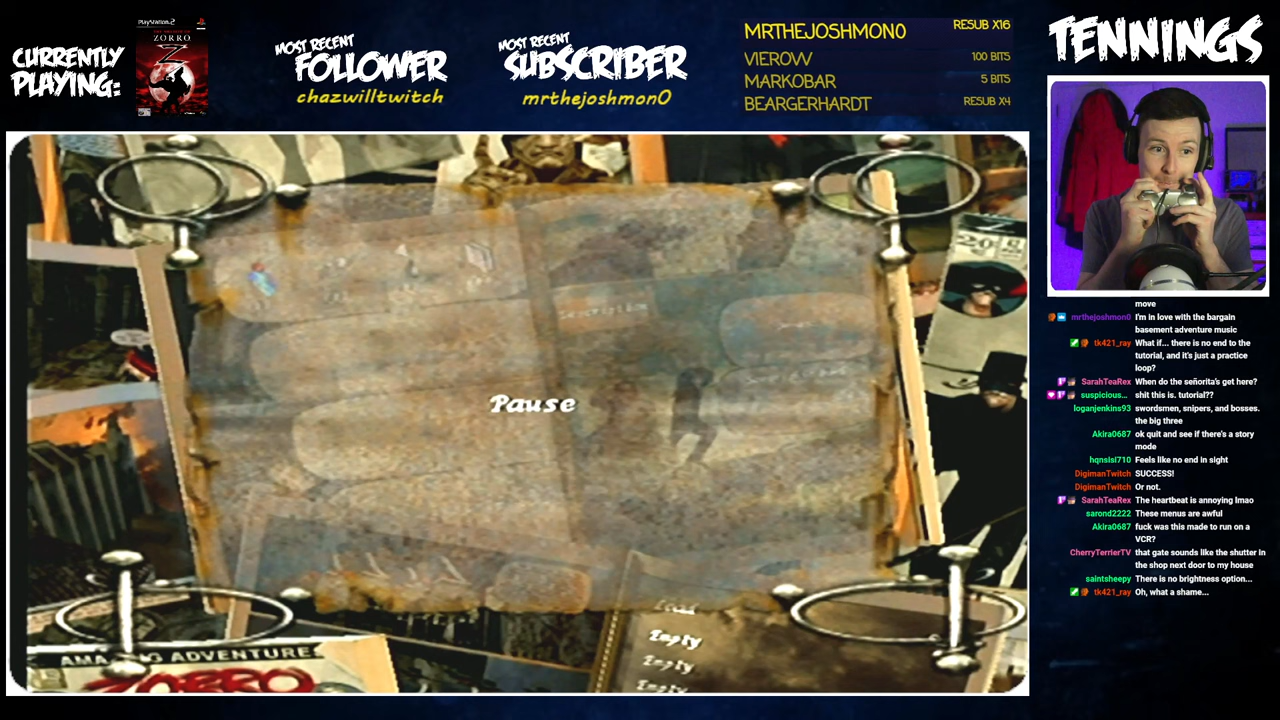 CURRENTLY
PLAYING:
PlayStation 2
ZORRO
Z
MOST RECENT
FOLLOWER
chazwilltwitch
MOST RECENT
SUBSCRIBER
mrthejoshmon0
MRTHEJOSHMON0 RESUB X16
VIEROW 100 BITS
MARKOBAR 5 BITS
BEARGERHARDT RESUB X4
TENNINGS
Description
Pause
Load
Empty
Empty
Empty
ADVENTURE
ZORRO
move
mrthejoshmon0 I'm in love with the bargain
basement adventure music
tk421_ray What if... there is no end to the
tutorial, and it's just a practice
loop?
SarahTeaRex When do the señorita's get here?
suspicious... shit this is. tutorial??
loganjenkins93 swordsmen, snipers, and bosses.
the big three
Akira0687 ok quit and see if there's a story
mode
hqnsisi710 Feels like no end in sight
DigimanTwitch SUCCESS!
DigimanTwitch Or not.
SarahTeaRex The heartbeat is annoying lmao
sarond2222 These menus are awful
Akira0687 fuck was this made to run on a
VCR?
CherryTerrierTV that gate sounds like the shutter in
the shop next door to my house
saintsheepy There is no brightness option...
tk421_ray Oh, what a shame...